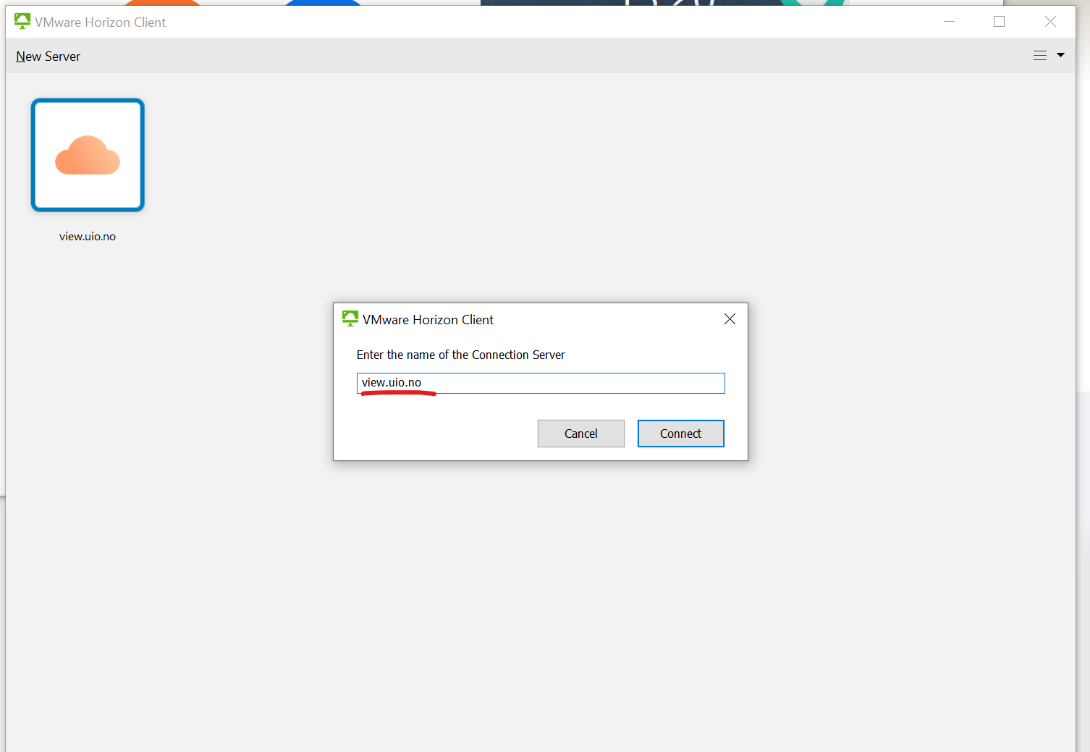 VMware Horizon Client
New Server
view.uio.no
VMware Horizon Client
Enter the name of the Connection Server
view.uio.no
Cancel
Connect